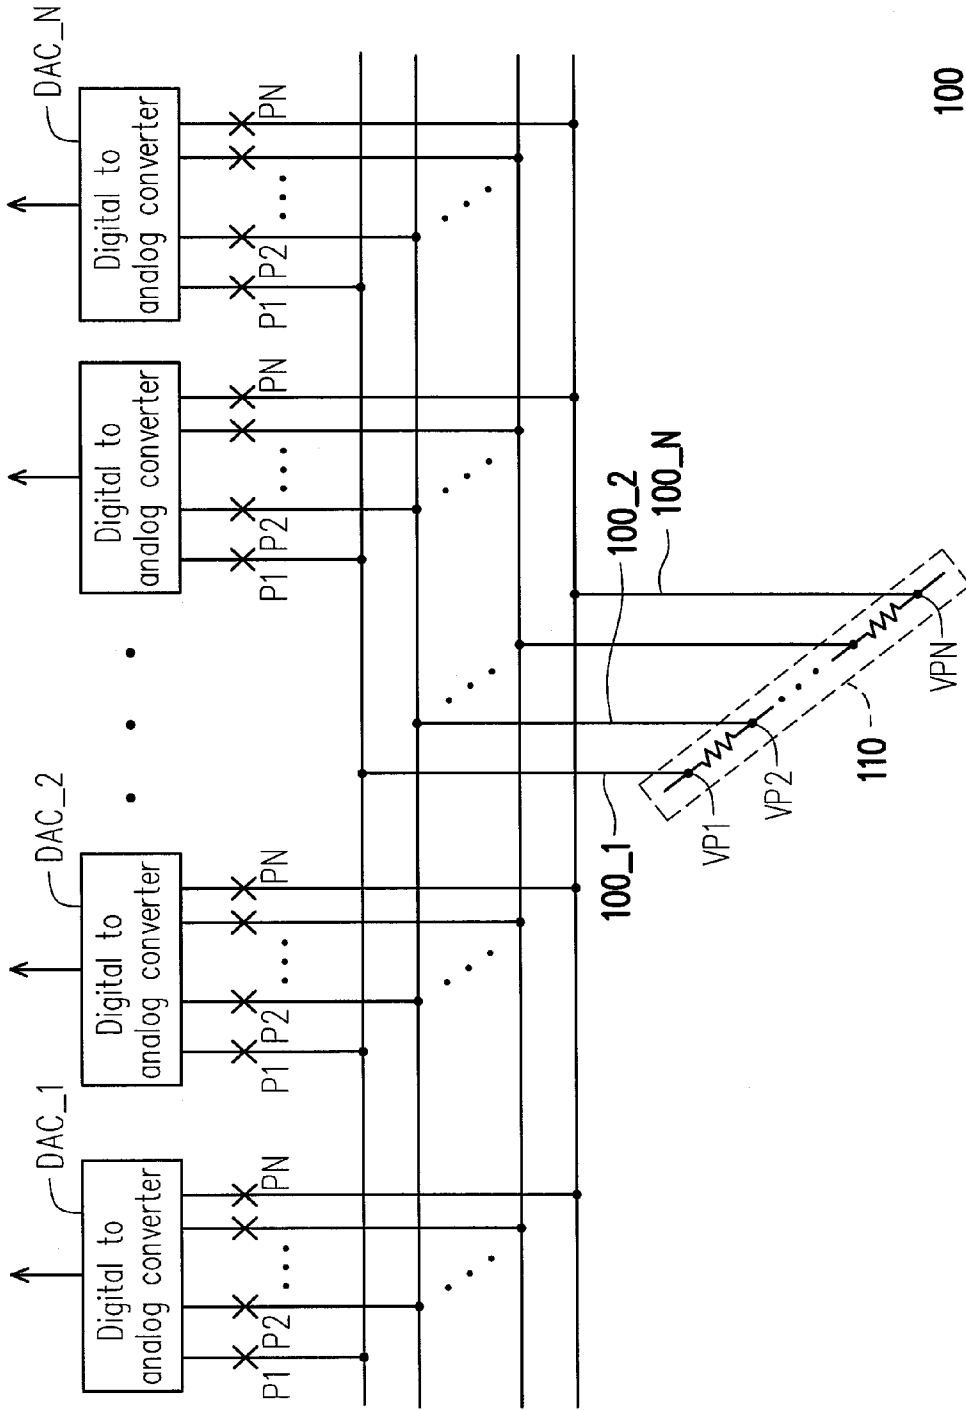 DAC_1
DAC_2
DAC_N
Digital to
analog converter
Digital to
analog converter
Digital to
analog converter
Digital to
analog converter
P1
P2
PN
P1
P2
PN
P1
P2
PN
P1
P2
PN
100_1
100_2
100_N
VP1
VP2
VPN
110
100